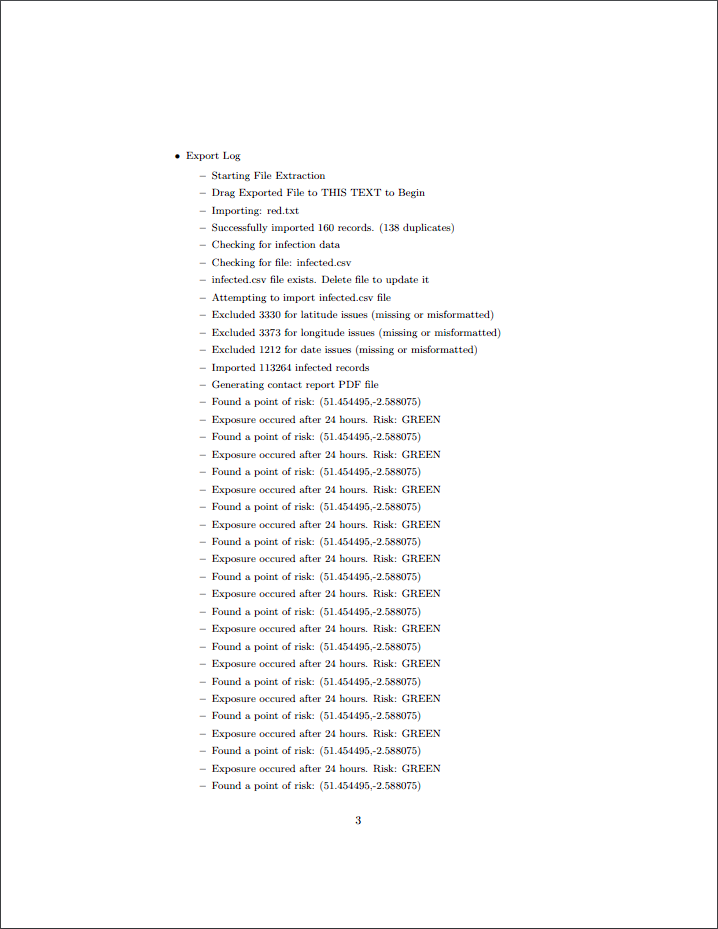 • Export Log
– Starting File Extraction
– Drag Exported File to THIS TEXT to Begin
– Importing: red.txt
– Successfully imported 160 records. (138 duplicates)
– Checking for infection data
– Checking for file: infected.csv
– infected.csv file exists. Delete file to update it
– Attempting to import infected.csv file
– Excluded 3330 for latitude issues (missing or misformatted)
– Excluded 3373 for longitude issues (missing or misformatted)
– Excluded 1212 for date issues (missing or misformatted)
– Imported 113264 infected records
– Generating contact report PDF file
– Found a point of risk: (51.454495,-2.588075)
– Exposure occured after 24 hours. Risk: GREEN
– Found a point of risk: (51.454495,-2.588075)
– Exposure occured after 24 hours. Risk: GREEN
– Found a point of risk: (51.454495,-2.588075)
– Exposure occured after 24 hours. Risk: GREEN
– Found a point of risk: (51.454495,-2.588075)
– Exposure occured after 24 hours. Risk: GREEN
– Found a point of risk: (51.454495,-2.588075)
– Exposure occured after 24 hours. Risk: GREEN
– Found a point of risk: (51.454495,-2.588075)
– Exposure occured after 24 hours. Risk: GREEN
– Found a point of risk: (51.454495,-2.588075)
– Exposure occured after 24 hours. Risk: GREEN
– Found a point of risk: (51.454495,-2.588075)
– Exposure occured after 24 hours. Risk: GREEN
– Found a point of risk: (51.454495,-2.588075)
– Exposure occured after 24 hours. Risk: GREEN
– Found a point of risk: (51.454495,-2.588075)
– Exposure occured after 24 hours. Risk: GREEN
– Found a point of risk: (51.454495,-2.588075)
– Exposure occured after 24 hours. Risk: GREEN
– Found a point of risk: (51.454495,-2.588075)
3